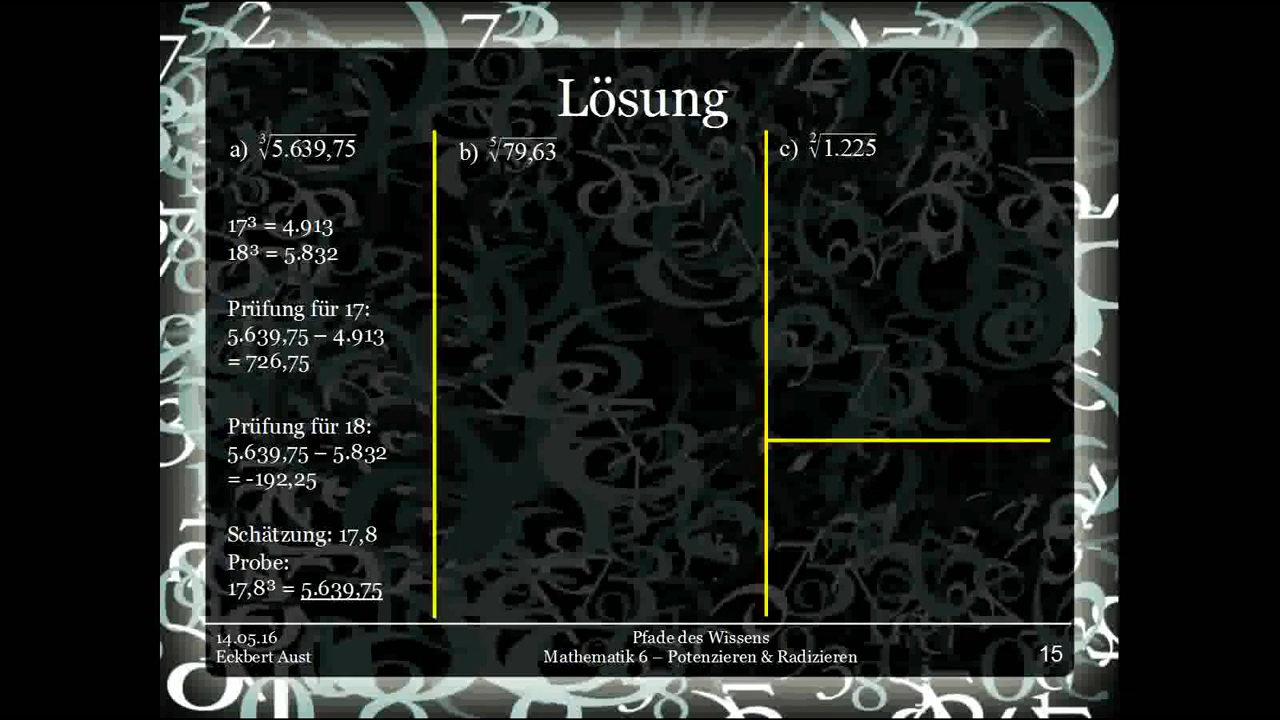 Lösung
a) ∛5.639,75
17³ = 4.913
18³ = 5.832
Prüfung für 17:
5.639,75 – 4.913
= 726,75
Prüfung für 18:
5.639,75 – 5.832
= -192,25
Schätzung: 17,8
Probe:
17,8³ = 5.639,75
b) ⁵√79,63
c) ²√1.225
14.05.16
Eckbert Aust
Pfade des Wissens
Mathematik 6 – Potenzieren & Radizieren
15